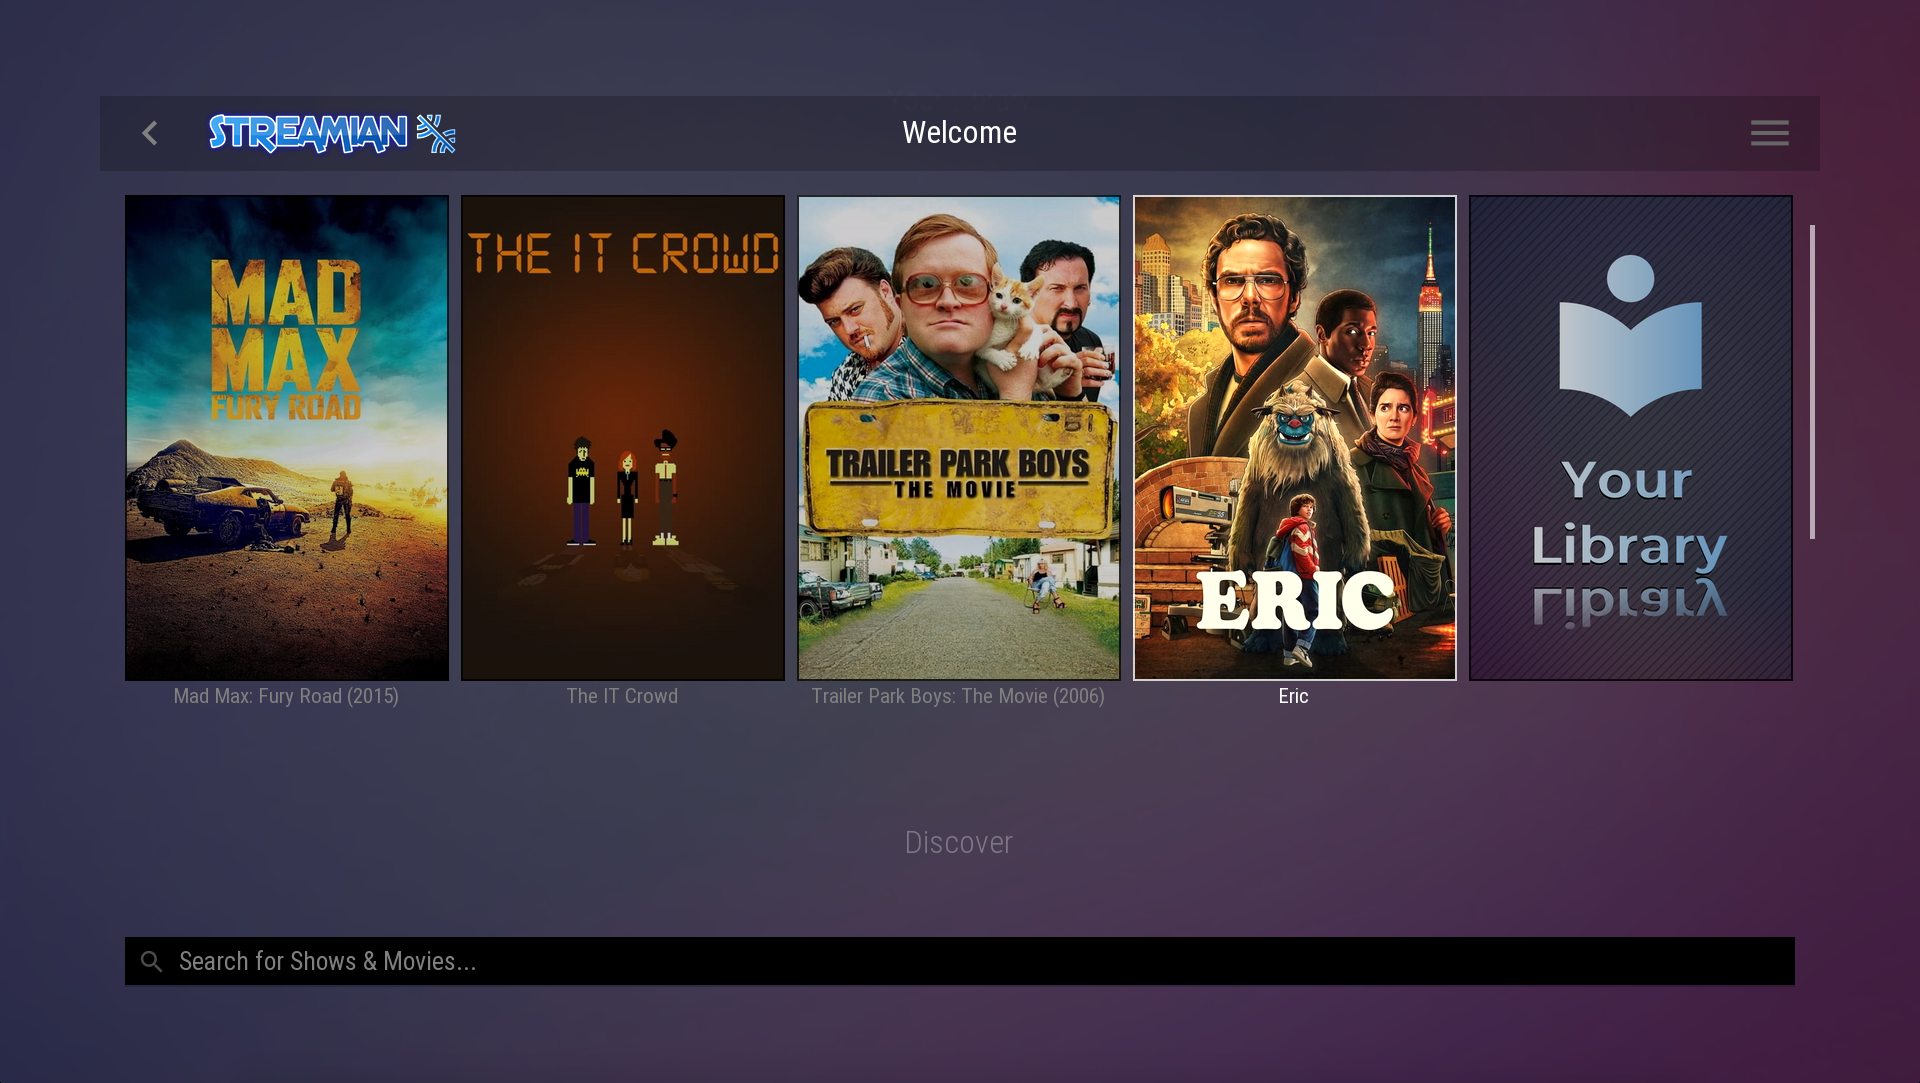 STREAMIAN
Welcome
MAD
MAX
FURY ROAD
THE IT CROWD
TRAILER PARK BOYS
THE MOVIE
ERIC
Your
Library
Mad Max: Fury Road (2015)
The IT Crowd
Trailer Park Boys: The Movie (2006)
Eric
Discover
Search for Shows & Movies...